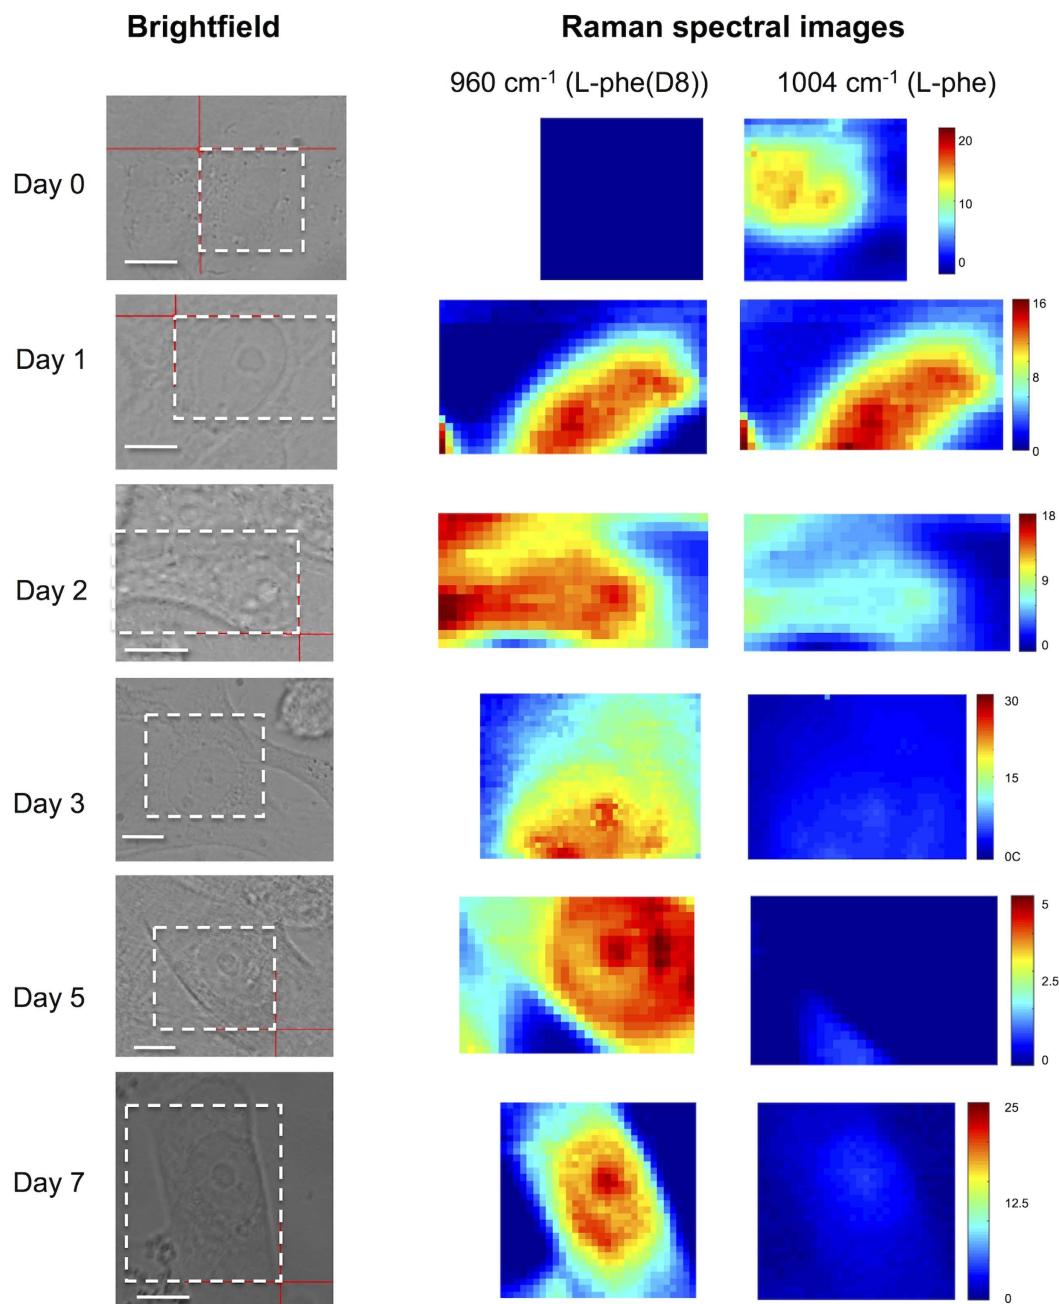 Brightfield Raman spectral images
960 cm⁻¹ (L-phe(D8)) 1004 cm⁻¹ (L-phe)
Day 0
20
10
0
Day 1
16
8
0
Day 2
18
9
0
Day 3
30
15
0C
Day 5
5
2.5
0
Day 7
25
12.5
0